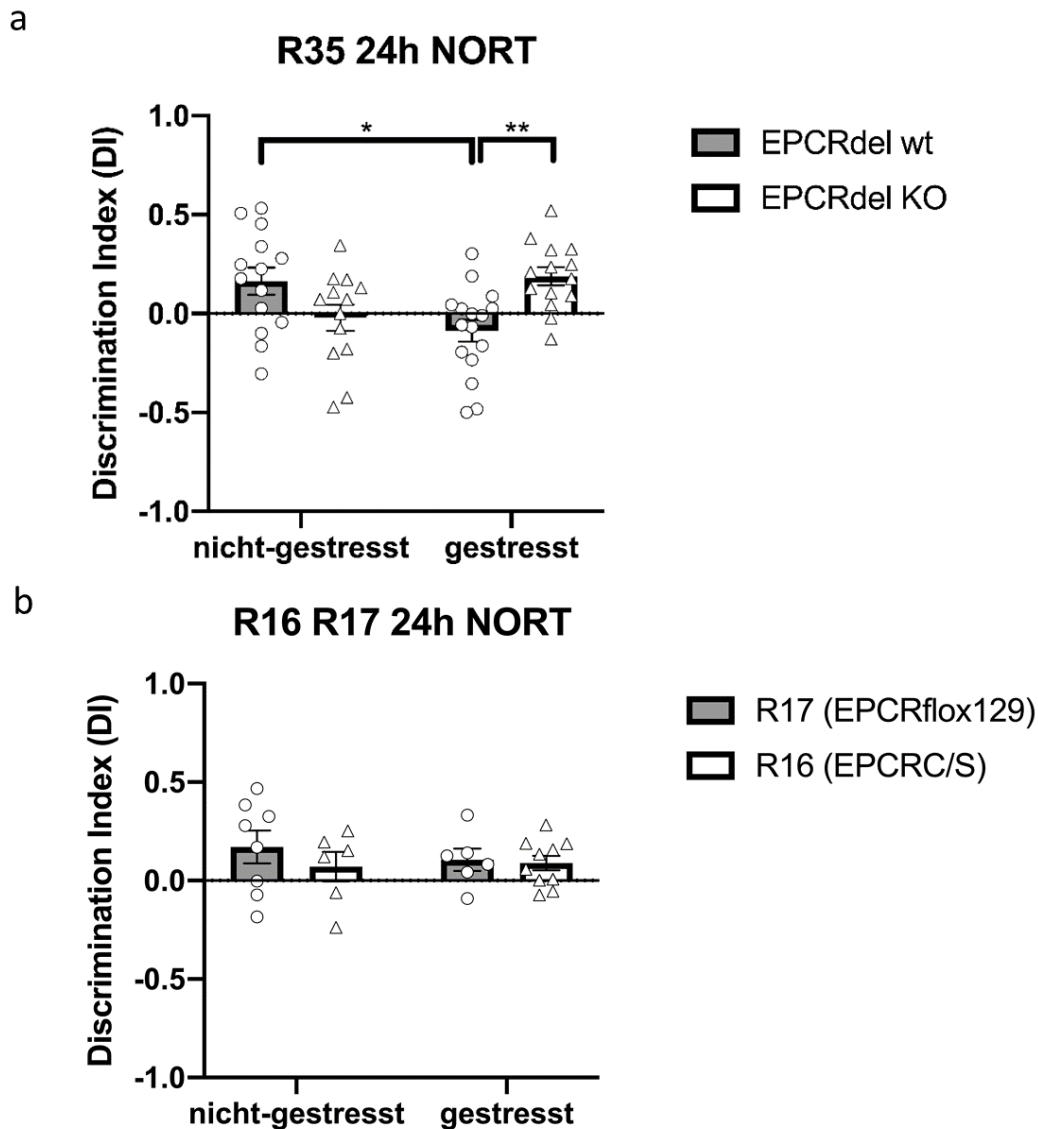 a
R35 24h NORT
Discrimination Index (DI)
1.0
0.5
0.0
-0.5
-1.0
*
**
nicht-gestresst
gestresst
EPCRdel wt
EPCRdel KO
b
R16 R17 24h NORT
Discrimination Index (DI)
1.0
0.5
0.0
-0.5
-1.0
nicht-gestresst
gestresst
R17 (EPCRflox129)
R16 (EPCRC/S)